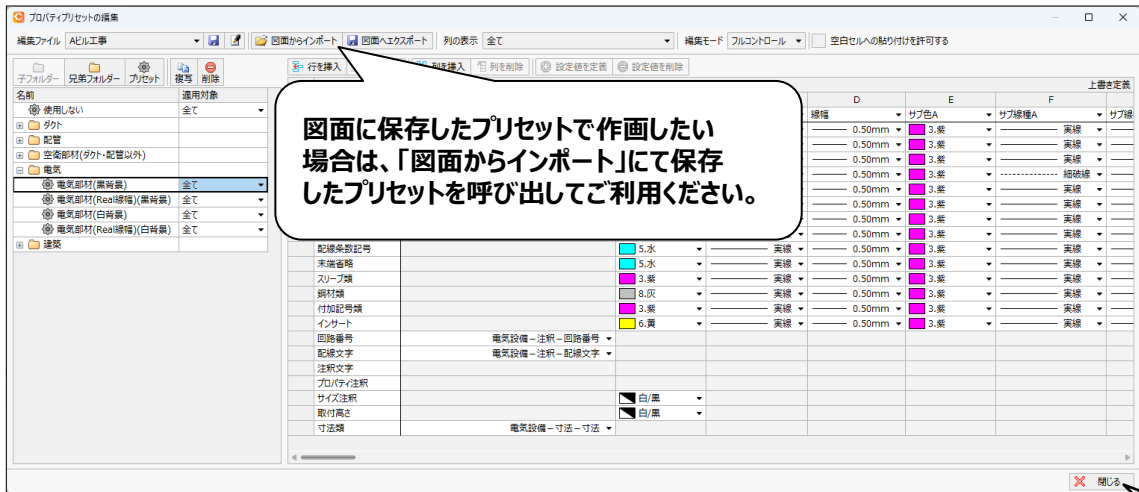 プロパティプリセットの編集
編集ファイル Aビル工事 図面からインポート 図面へエクスポート 列の表示 全て 編集モード フルコントロール 空白セルへの貼り付けを許可する
子フォルダー 兄弟フォルダー プリセット 複写 削除
行を挿入 列を挿入 列を削除 設定値を定義 設定値を削除
上書き定義
名前 適用対象
使用しない 全て
ダクト
配管
空衛部材(ダクト・配管以外)
電気
電気部材(黒背景) 全て
電気部材(Real線幅)(黒背景) 全て
電気部材(白背景) 全て
電気部材(Real線幅)(白背景) 全て
建築
図面に保存したプリセットで作画したい
場合は、「図面からインポート」にて保存
したプリセットを呼び出してご利用ください。
D E F
線幅 サブ色A サブ線種A サブ線
0.50mm 3.紫 実線
0.50mm 3.紫 実線
0.50mm 3.紫 実線
0.50mm 3.紫 細破線
0.50mm 3.紫 実線
0.50mm 3.紫 実線
0.50mm 3.紫 実線
0.50mm 3.紫 実線
配線条数記号 5.水 実線 0.50mm 3.紫 実線
末端省略 5.水 実線 0.50mm 3.紫 実線
スリーブ類 3.紫 実線 0.50mm 3.紫 実線
鋼材類 8.灰 実線 0.50mm 3.紫 実線
付加記号類 3.紫 実線 0.50mm 3.紫 実線
インサート 6.黄 実線 0.50mm 3.紫 実線
回路番号 電気設備－注釈－回路番号
配線文字 電気設備－注釈－配線文字
注釈文字
プロパティ注釈
サイズ注釈 白/黒
取付高さ 白/黒
寸法類 電気設備－寸法－寸法
閉じる